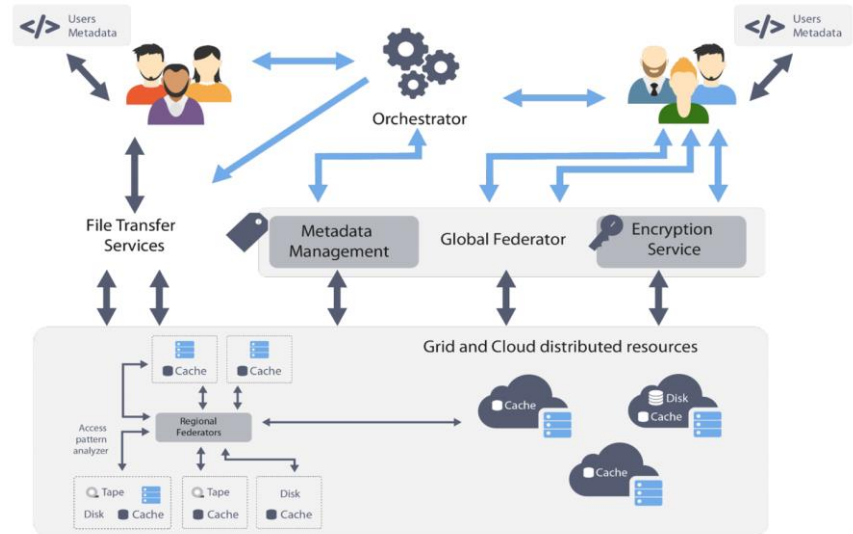 </> Users
Metadata
</> Users
Metadata
Orchestrator
File Transfer
Services
Metadata
Management
Global Federator
Encryption
Service
Grid and Cloud distributed resources
Cache
Cache
Regional
Federators
Access
pattern
analyzer
Tape
Disk Cache
Tape
Cache
Disk
Cache
Cache
Disk
Cache
Cache